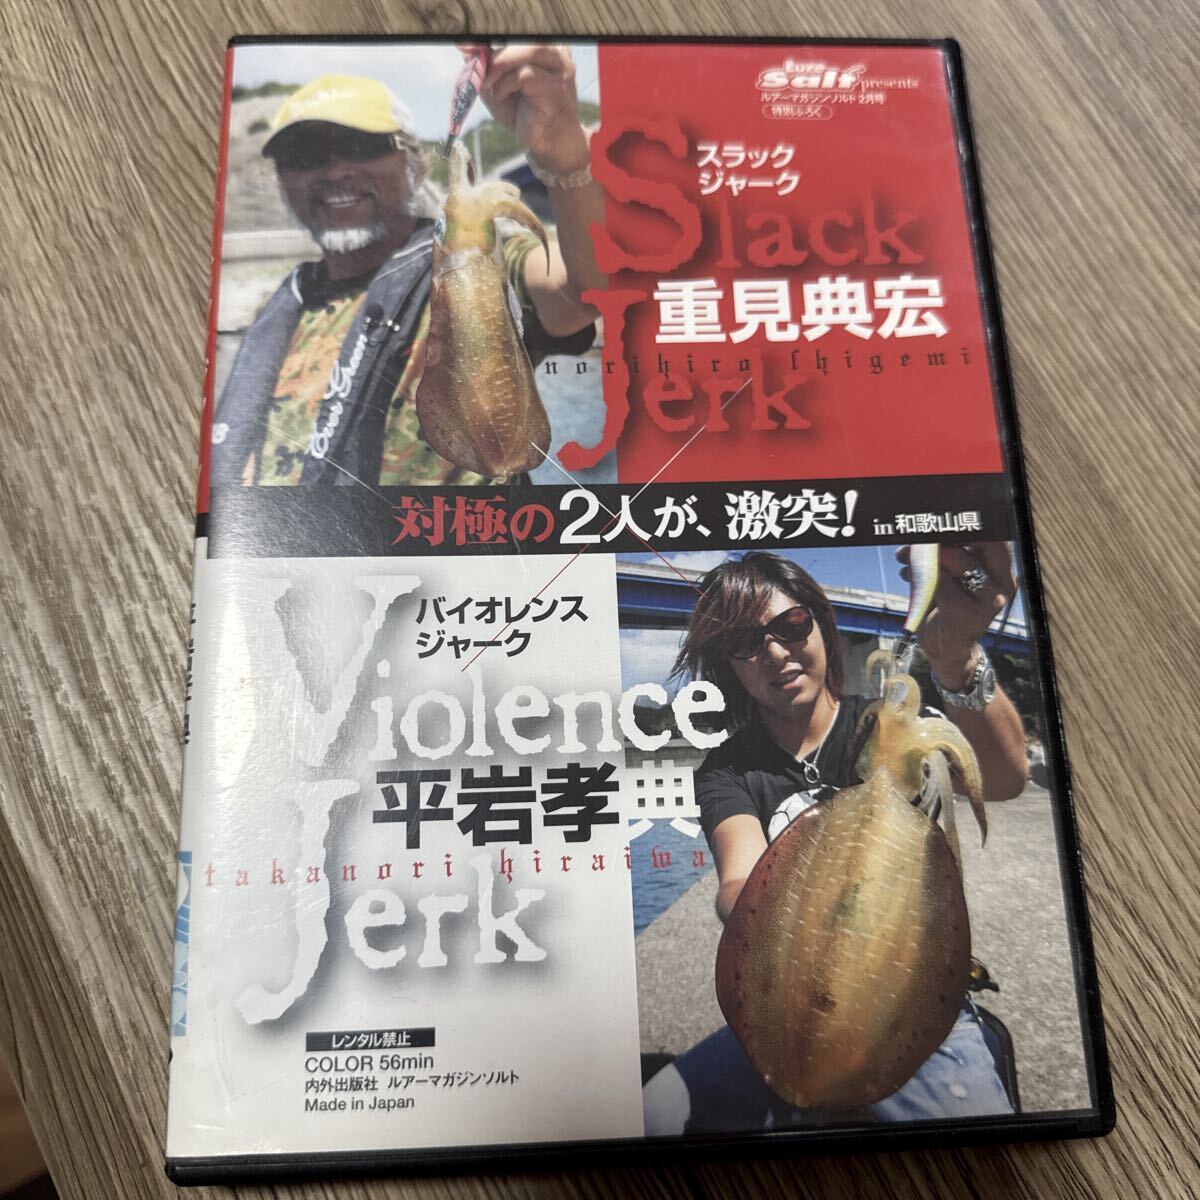 Lure
Salt presents
ルアーマガジンソルト2月号
特別ふろく
スラック
ジャーク
Slack
重見典宏
norihiro shigemi
Jerk
Ever Green
対極の2人が、激突! in 和歌山県
バイオレンス
ジャーク
Violence
平岩孝典
takanori hiraiwa
Jerk
レンタル禁止
COLOR 56min
内外出版社 ルアーマガジンソルト
Made in Japan